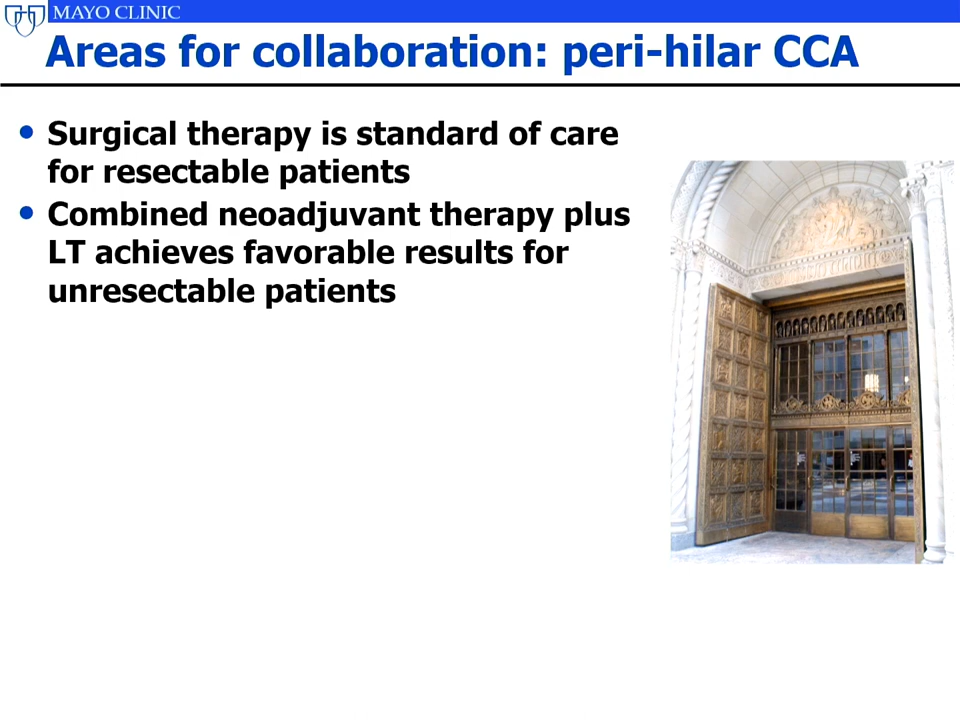 MAYO CLINIC
Areas for collaboration: peri-hilar CCA
• Surgical therapy is standard of care
for resectable patients
• Combined neoadjuvant therapy plus
LT achieves favorable results for
unresectable patients